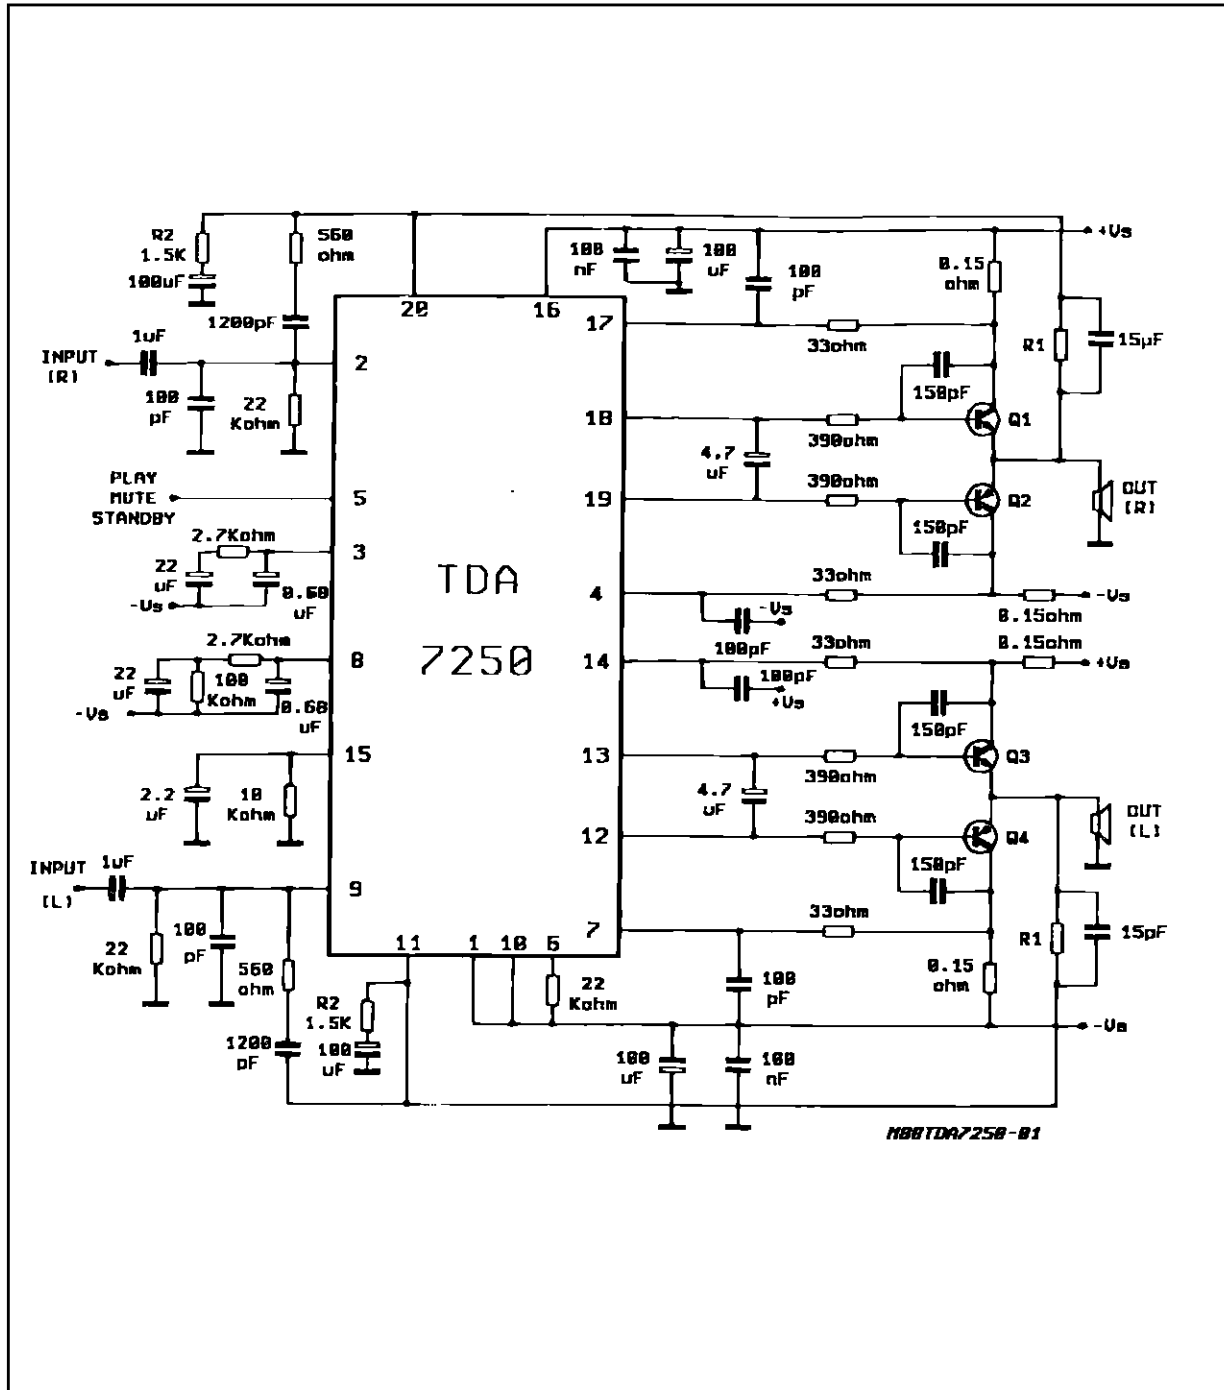 R2
1.5K
100uF
560
ohm
1200pF
1uF
INPUT
(R)
100
pF
22
Kohm
PLAY
MUTE
STANDBY
2.7Kohm
22
uF
-Vs
0.68
uF
2.7Kohm
22
uF
100
Kohm
-Vs
0.68
uF
2.2
uF
10
Kohm
INPUT
(L)
1uF
22
Kohm
100
pF
560
ohm
1200
pF
R2
1.5K
100
uF
20
16
2
5
3
8
15
9
11
1
10
6
17
18
19
4
14
13
12
7
TDA
7250
100
nF
100
uF
100
pF
0.15
ohm
+Vs
33ohm
R1
15µF
150pF
Q1
390ohm
4.7
uF
390ohm
Q2
OUT
(R)
150pF
33ohm
-Vs
0.15ohm
-Vs
100pF
33ohm
0.15ohm
+Vs
100pF
+Vs
150pF
Q3
390ohm
4.7
uF
390ohm
Q4
OUT
(L)
150pF
33ohm
R1
15pF
0.15
ohm
22
Kohm
100
pF
-Vs
100
uF
100
nF
M00TDA7250-01